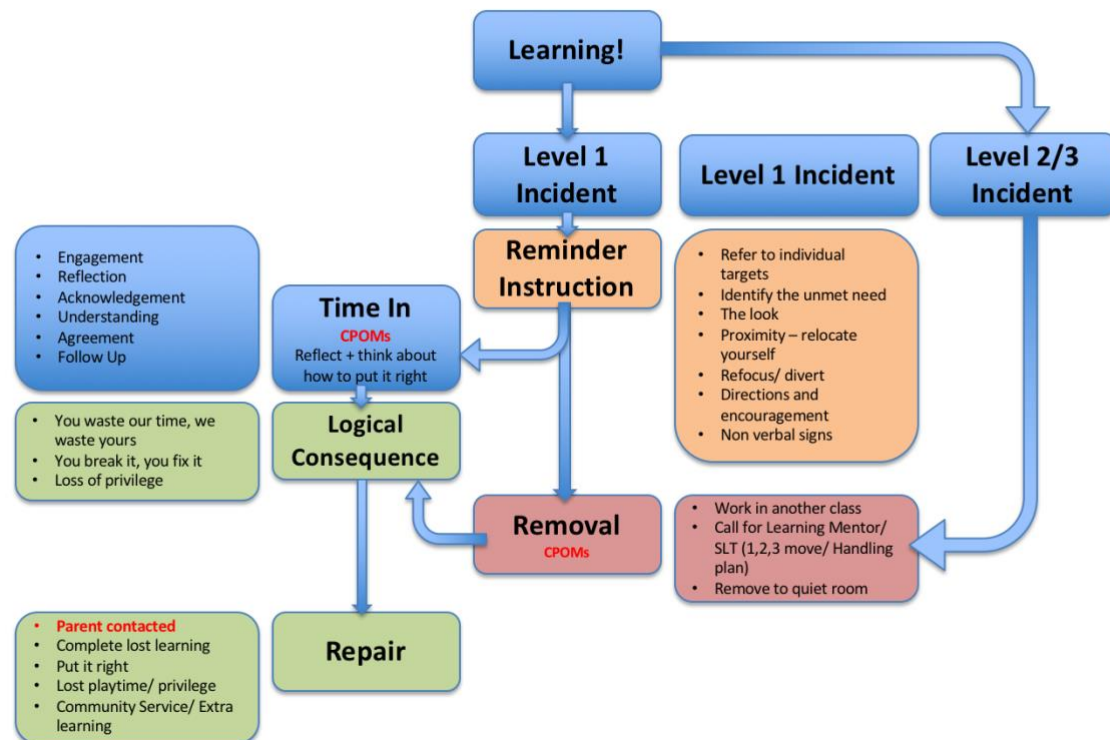 Learning!
Level 1
Incident
Level 1 Incident
Level 2/3
Incident
Reminder
Instruction
• Refer to individual
targets
• Identify the unmet need
• The look
• Proximity – relocate
yourself
• Refocus/ divert
• Directions and
encouragement
• Non verbal signs
• Engagement
• Reflection
• Acknowledgement
• Understanding
• Agreement
• Follow Up
Time In
CPOMs
Reflect + think about
how to put it right
• You waste our time, we
waste yours
• You break it, you fix it
• Loss of privilege
Logical
Consequence
Removal
CPOMs
• Work in another class
• Call for Learning Mentor/
SLT (1,2,3 move/ Handling
plan)
• Remove to quiet room
• Parent contacted
• Complete lost learning
• Put it right
• Lost playtime/ privilege
• Community Service/ Extra
learning
Repair